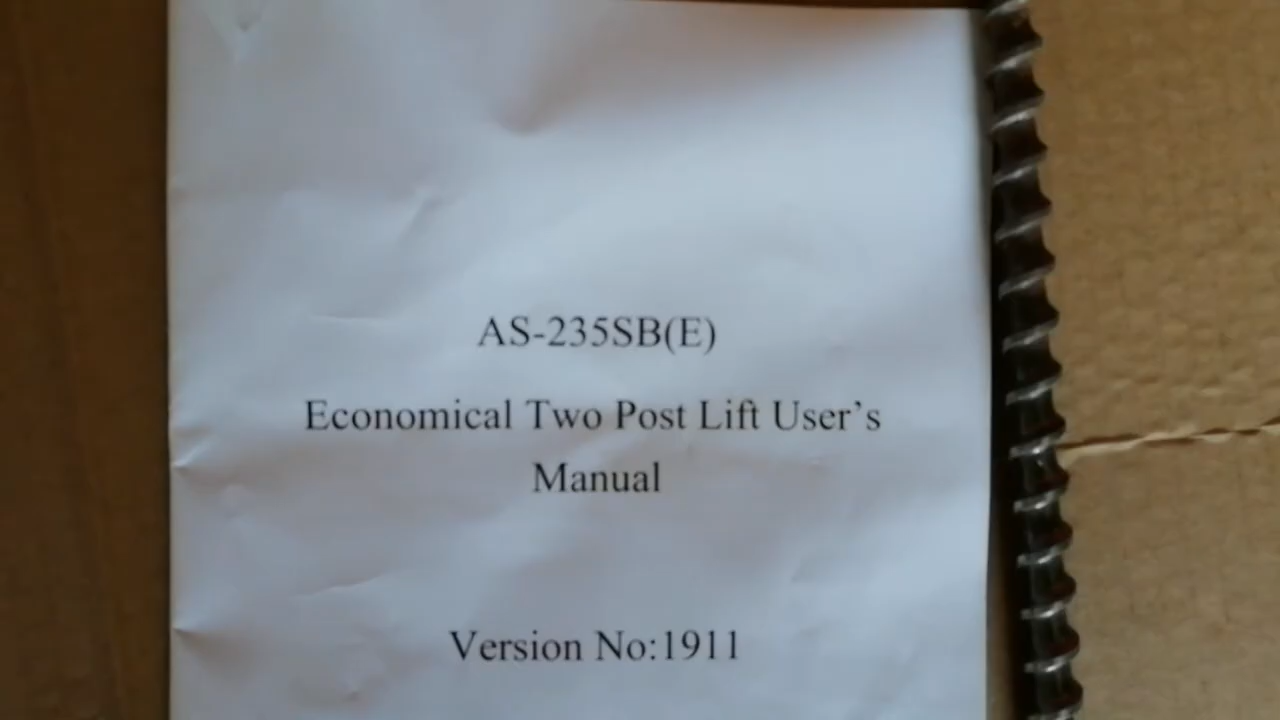 AS-235SB(E)
Economical Two Post Lift User’s
Manual
Version No:1911